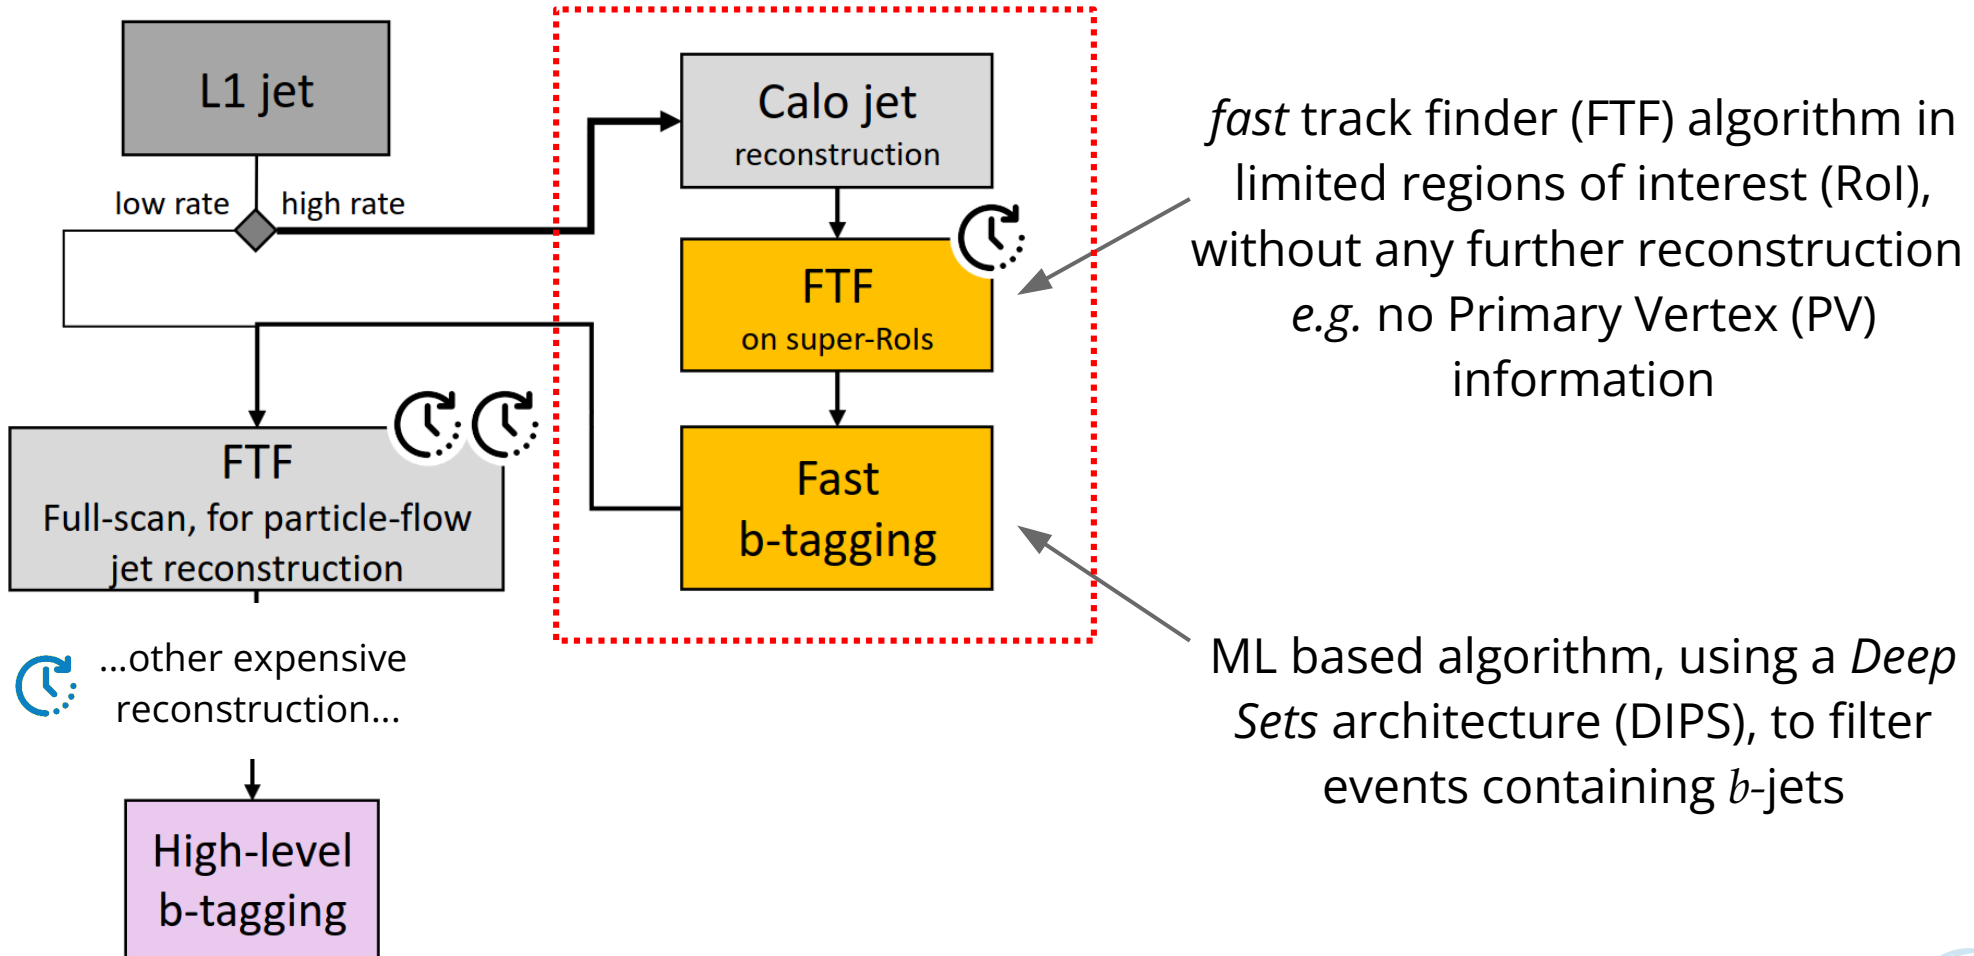 L1 jet
low rate
high rate
Calo jet
reconstruction
FTF
on super-RoIs
Fast
b-tagging
FTF
Full-scan, for particle-flow
jet reconstruction
...other expensive
reconstruction...
High-level
b-tagging
fast track finder (FTF) algorithm in
limited regions of interest (RoI),
without any further reconstruction
e.g. no Primary Vertex (PV)
information
ML based algorithm, using a Deep
Sets architecture (DIPS), to filter
events containing b-jets